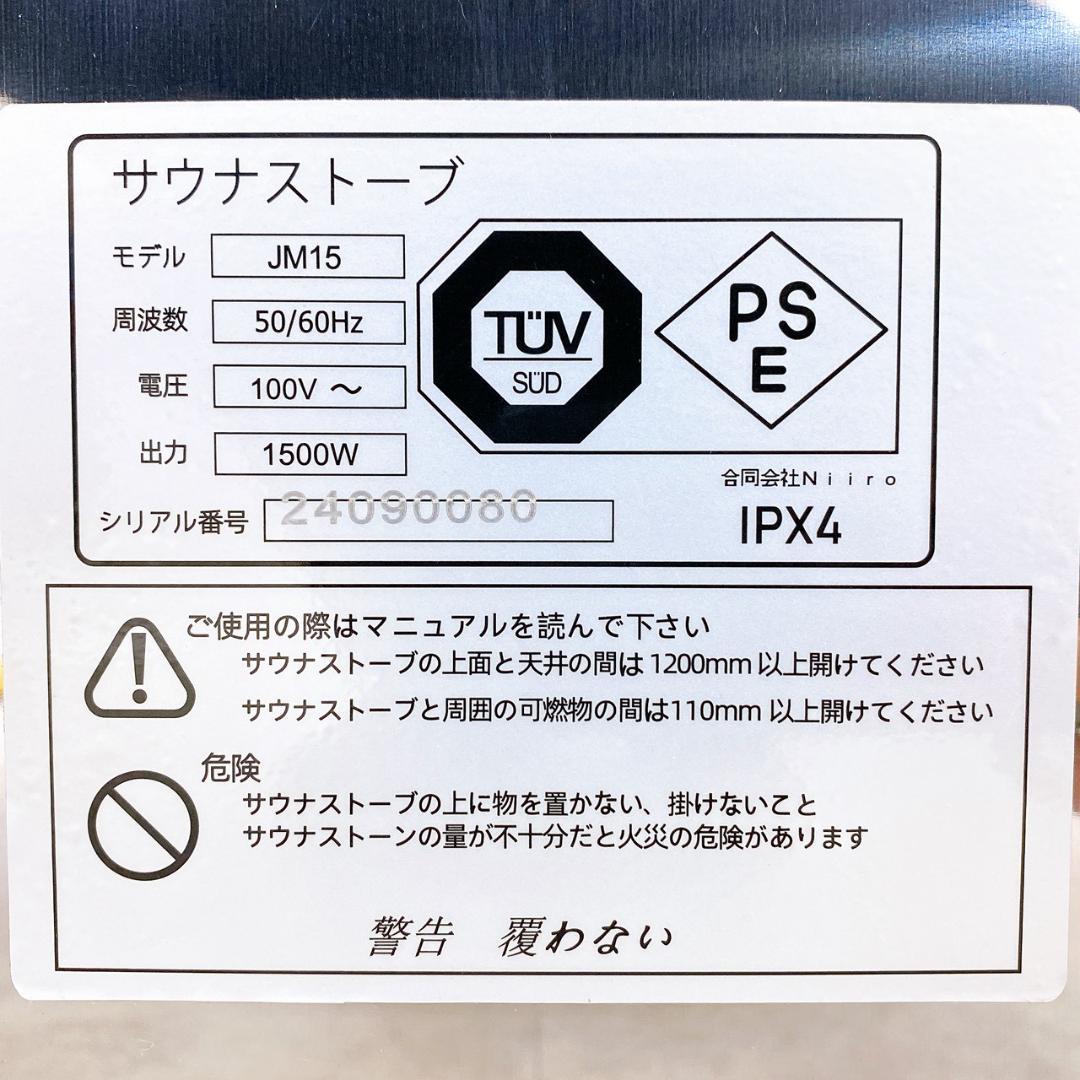 サウナストーブ
モデル JM15
周波数 50/60Hz
電圧 100V ～
出力 1500W
シリアル番号 24090080
TÜV
SÜD
PS
E
合同会社Niiro
IPX4
ご使用の際はマニュアルを読んで下さい
サウナストーブの上面と天井の間は 1200mm 以上開けてください
サウナストーブと周囲の可燃物の間は110mm 以上開けてください
危険
サウナストーブの上に物を置かない、掛けないこと
サウナストーンの量が不十分だと火災の危険があります
警告　覆わない